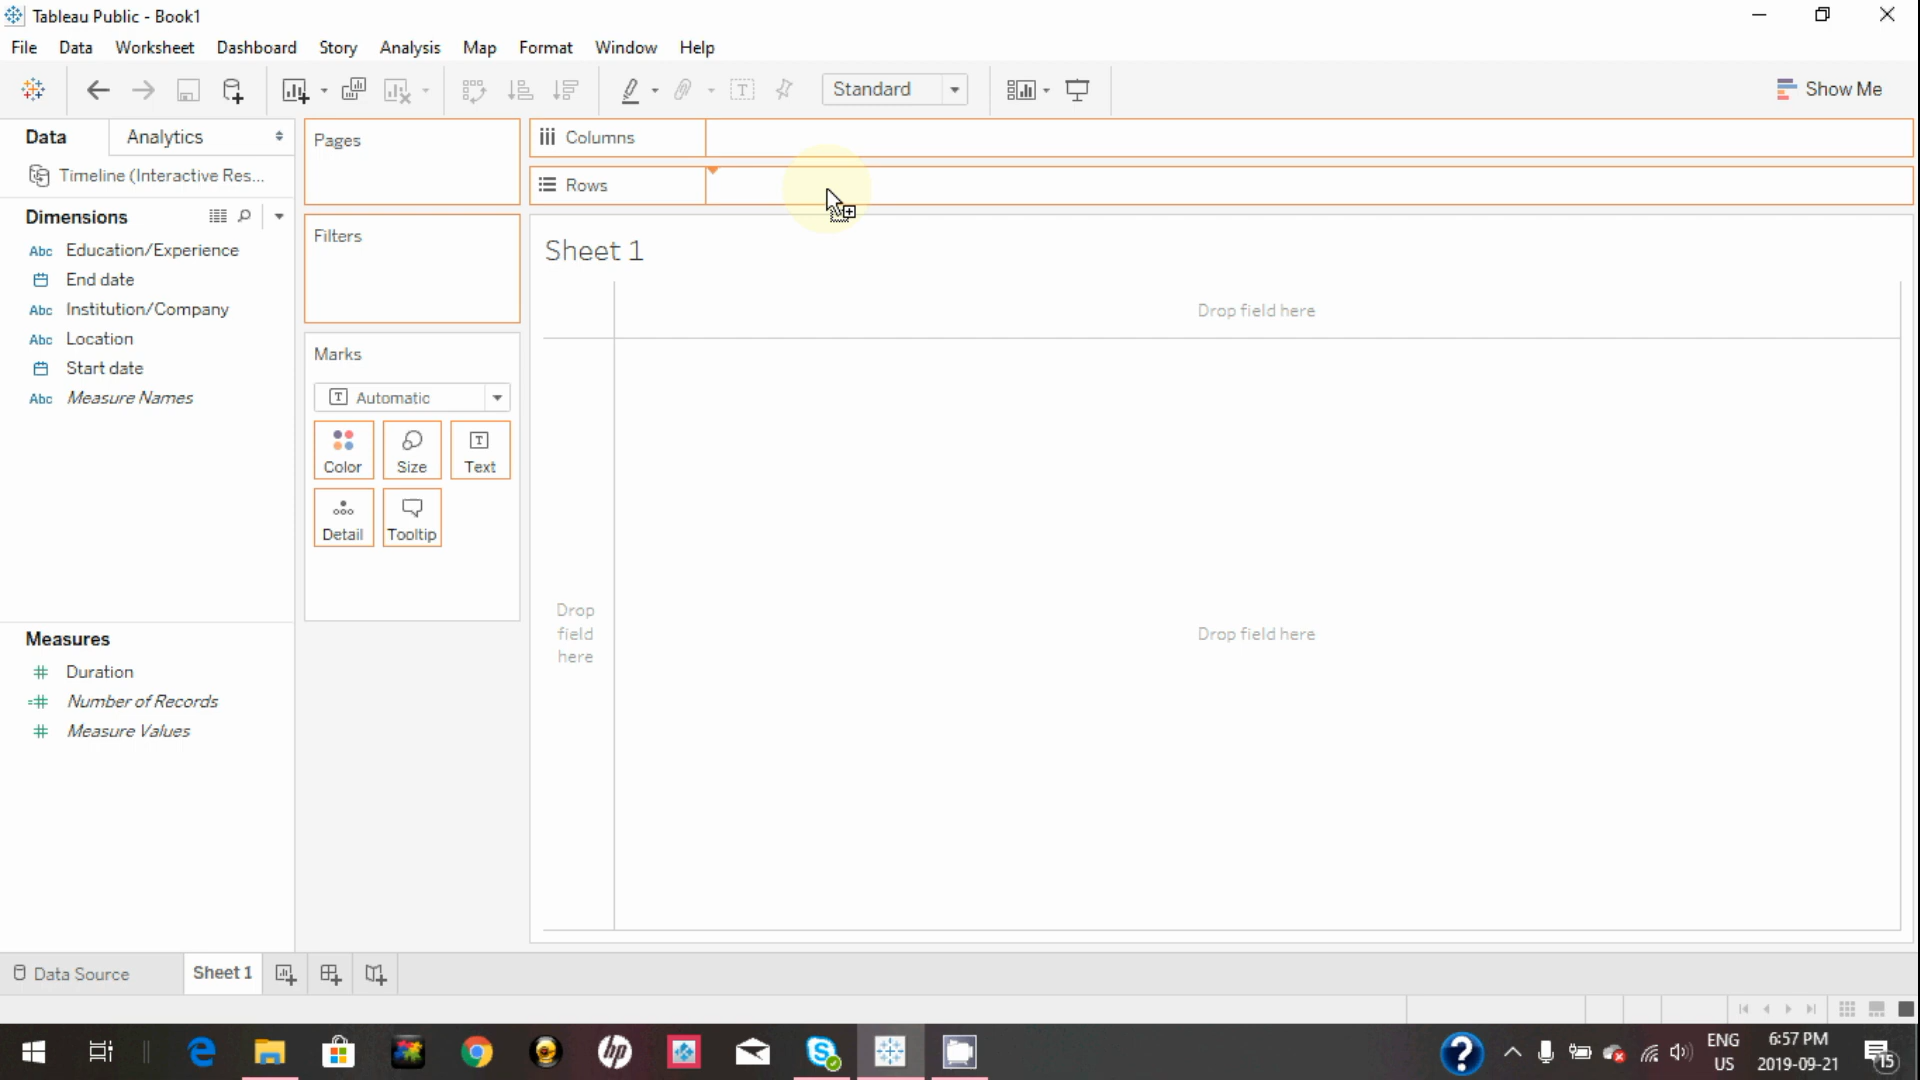 Tableau Public - Book1
File Data Worksheet Dashboard Story Analysis Map Format Window Help
Standard
Show Me
Data
Analytics
Timeline (Interactive Res...
Dimensions
Abc Education/Experience
End date
Abc Institution/Company
Abc Location
Start date
Abc Measure Names
Measures
# Duration
=# Number of Records
# Measure Values
Pages
Filters
Marks
T Automatic
Color
Size
T
Text
Detail
Tooltip
Columns
Rows
Sheet 1
Drop field here
Drop
field
here
Drop field here
Data Source
Sheet 1
ENG
US
6:57 PM
2019-09-21
15